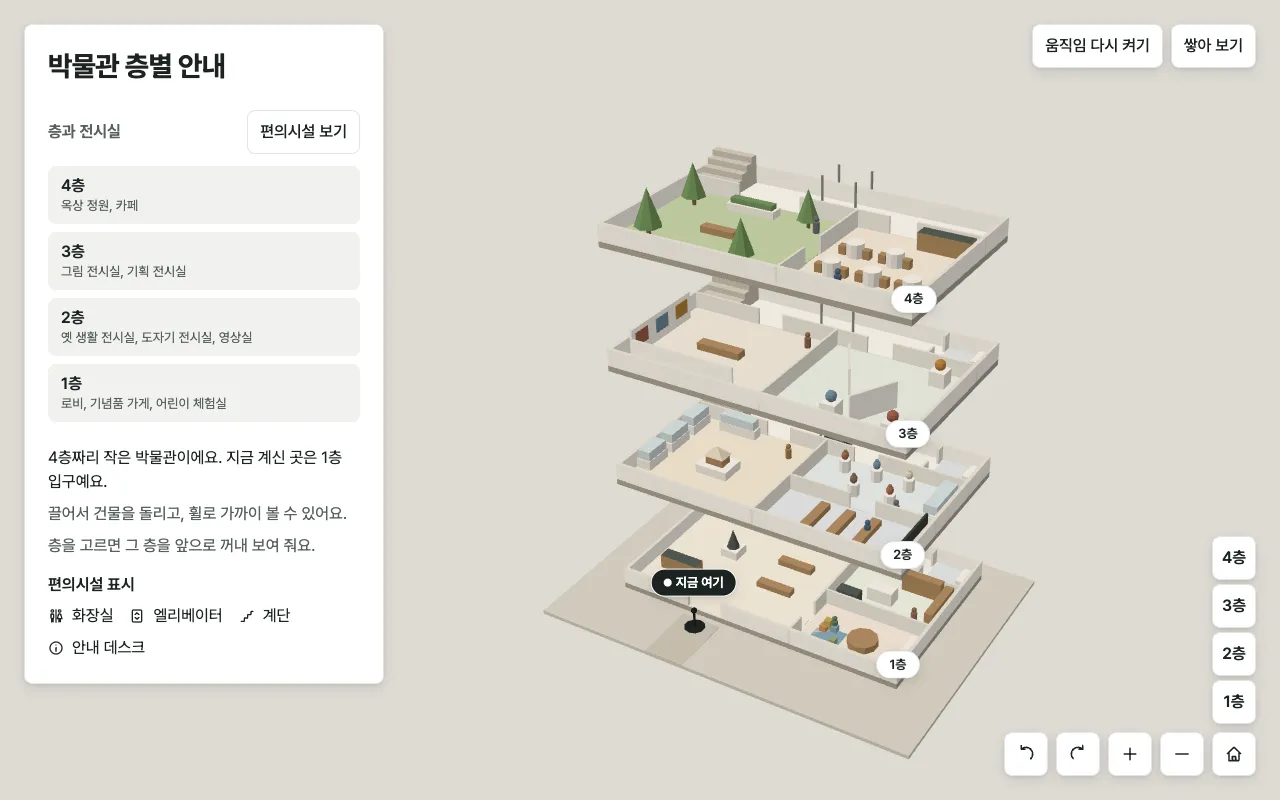 박물관 층별 안내
층과 전시실
편의시설 보기
4층
옥상 정원, 카페
3층
그림 전시실, 기획 전시실
2층
옛 생활 전시실, 도자기 전시실, 영상실
1층
로비, 기념품 가게, 어린이 체험실
4층짜리 작은 박물관이에요. 지금 계신 곳은 1층
입구예요.
끌어서 건물을 돌리고, 휠로 가까이 볼 수 있어요.
층을 고르면 그 층을 앞으로 꺼내 보여 줘요.
편의시설 표시
화장실 엘리베이터 계단
안내 데스크
움직임 다시 켜기
쌓아 보기
4층
3층
2층
지금 여기
1층
4층
3층
2층
1층